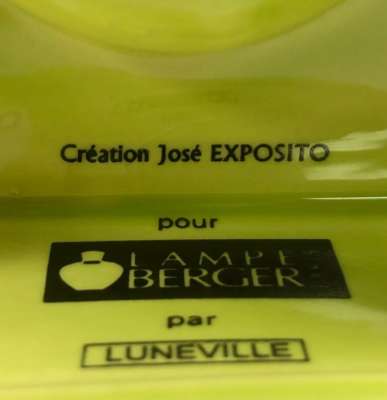 Création José EXPOSITO
pour
LAMPE
BERGER
par
LUNEVILLE